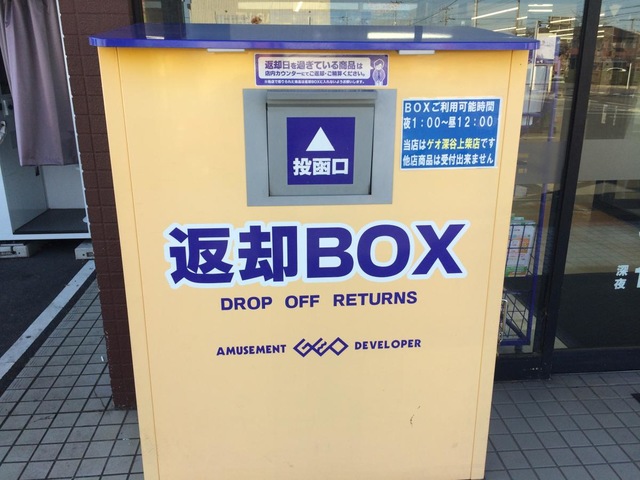 返却日を過ぎている商品は
店内カウンターにてご返却・ご精算ください。
BOXご利用可能時間
夜1:00〜昼12:00
当店はゲオ深谷上柴店です
他店商品は受付出来ません
投函口
返却BOX
DROP OFF RETURNS
AMUSEMENT GEO DEVELOPER
深夜